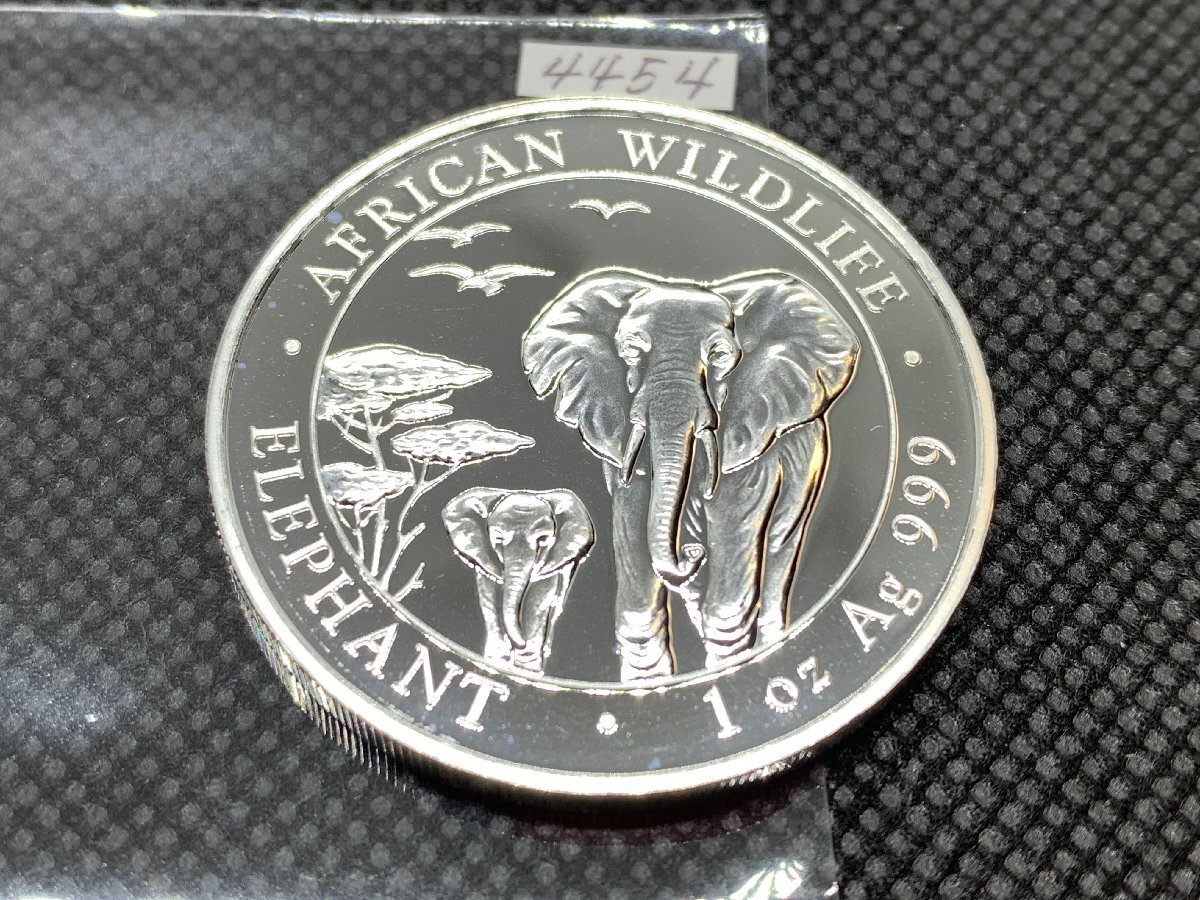 4454
AFRICAN WILDLIFE
ELEPHANT
1 oz Ag 999